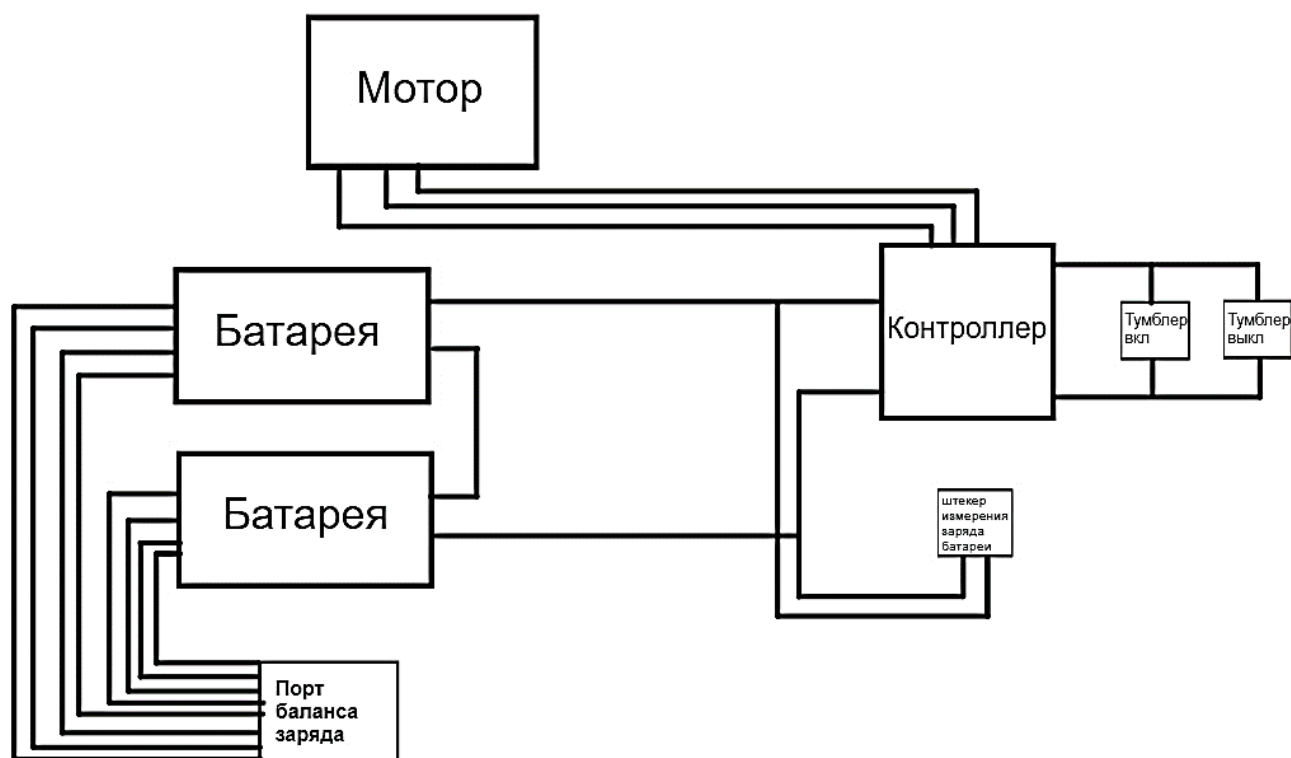 Мотор
Батарея
Контроллер
Тумблер
вкл
Тумблер
выкл
Батарея
штекер
измерения
заряда
батареи
Порт
баланса
заряда